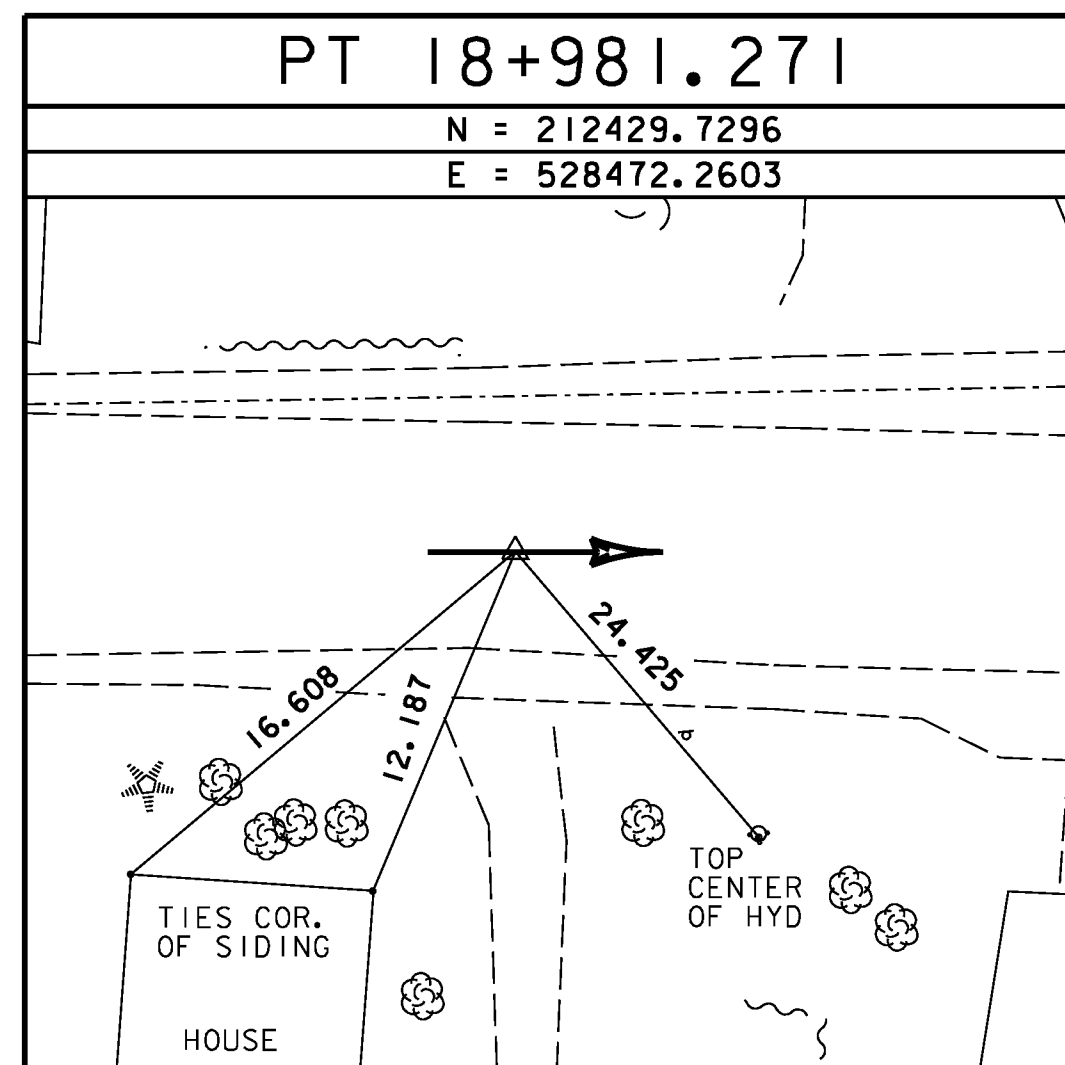 PT 18+981.271
N = 212429.7296
E = 528472.2603
24.425
16.608
12.187
TOP
CENTER
OF HYD
TIES COR.
OF SIDING
HOUSE